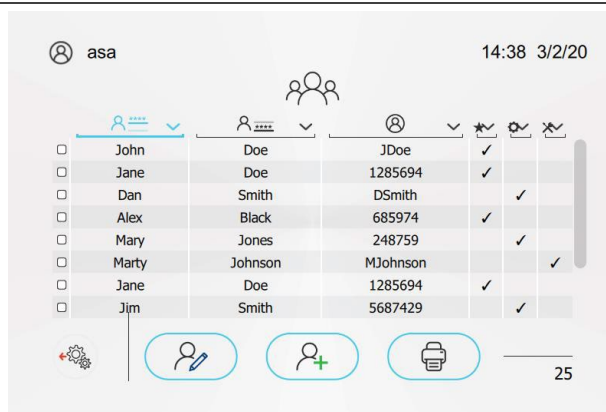 asa 14:38 3/2/20
John Doe JDoe ✓
Jane Doe 1285694 ✓
Dan Smith DSmith ✓
Alex Black 685974 ✓
Mary Jones 248759 ✓
Marty Johnson MJohnson ✓
Jane Doe 1285694 ✓
Jim Smith 5687429 ✓
25